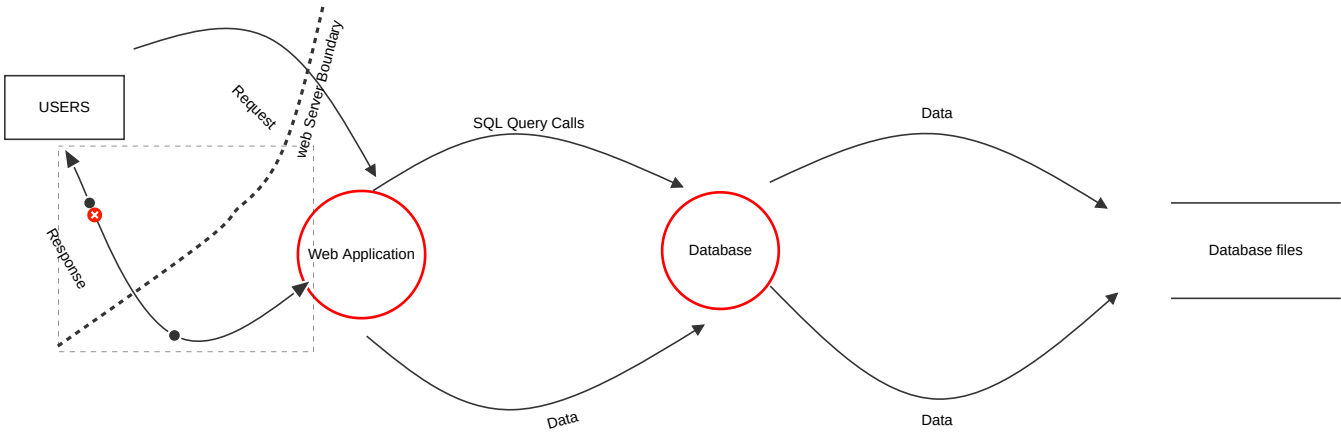 USERS
Request
web Server Boundary
Response
Web Application
SQL Query Calls
Data
Database
Data
Data
Database files